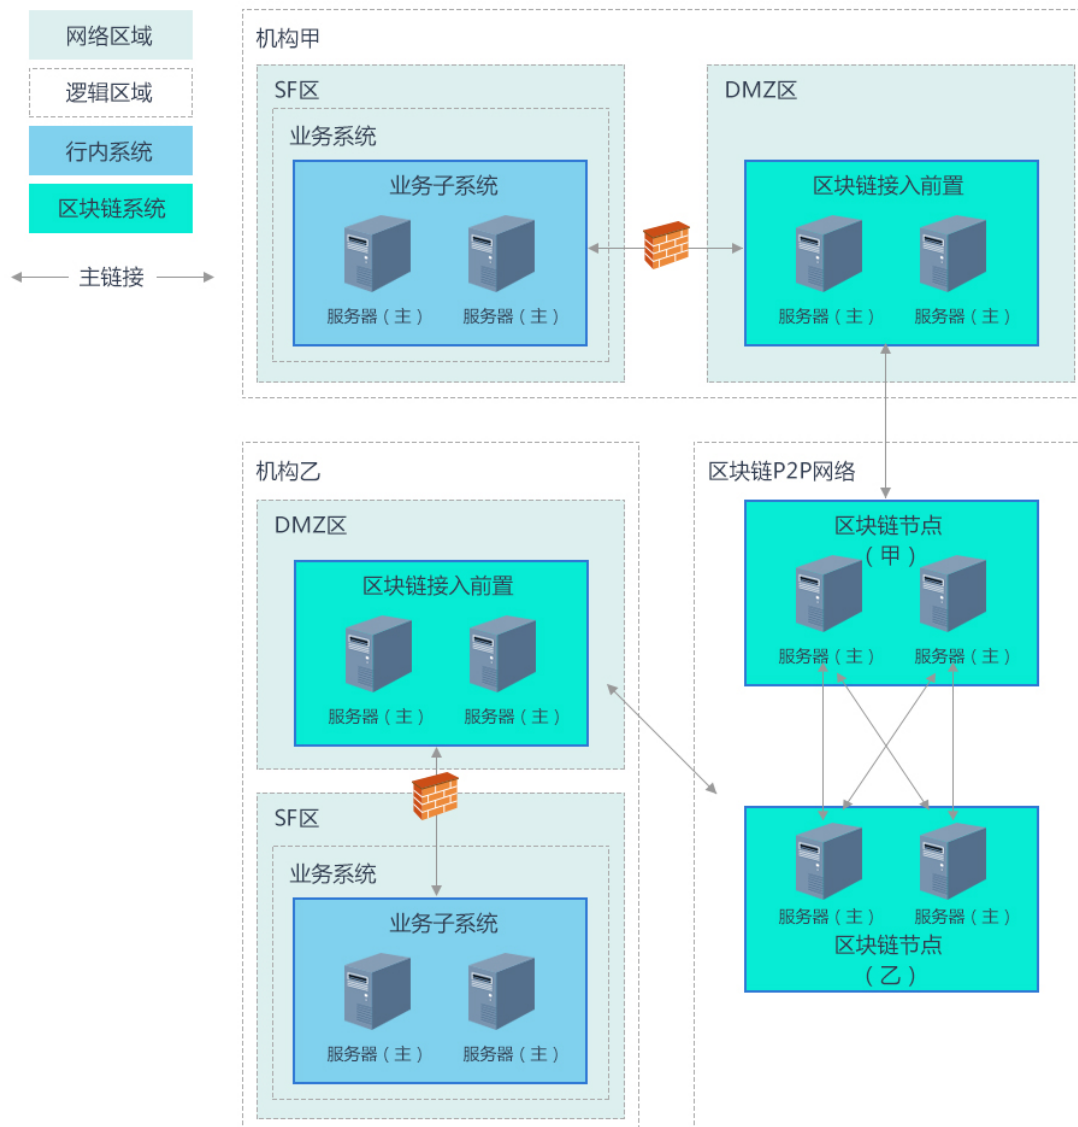 网络区域
逻辑区域
行内系统
区块链系统
主链接
机构甲
SF区
业务系统
业务子系统
服务器（主） 服务器（主）
DMZ区
区块链接入前置
服务器（主） 服务器（主）
机构乙
DMZ区
区块链接入前置
服务器（主） 服务器（主）
SF区
业务系统
业务子系统
服务器（主） 服务器（主）
区块链P2P网络
区块链节点
（甲）
服务器（主） 服务器（主）
服务器（主） 服务器（主）
区块链节点
（乙）